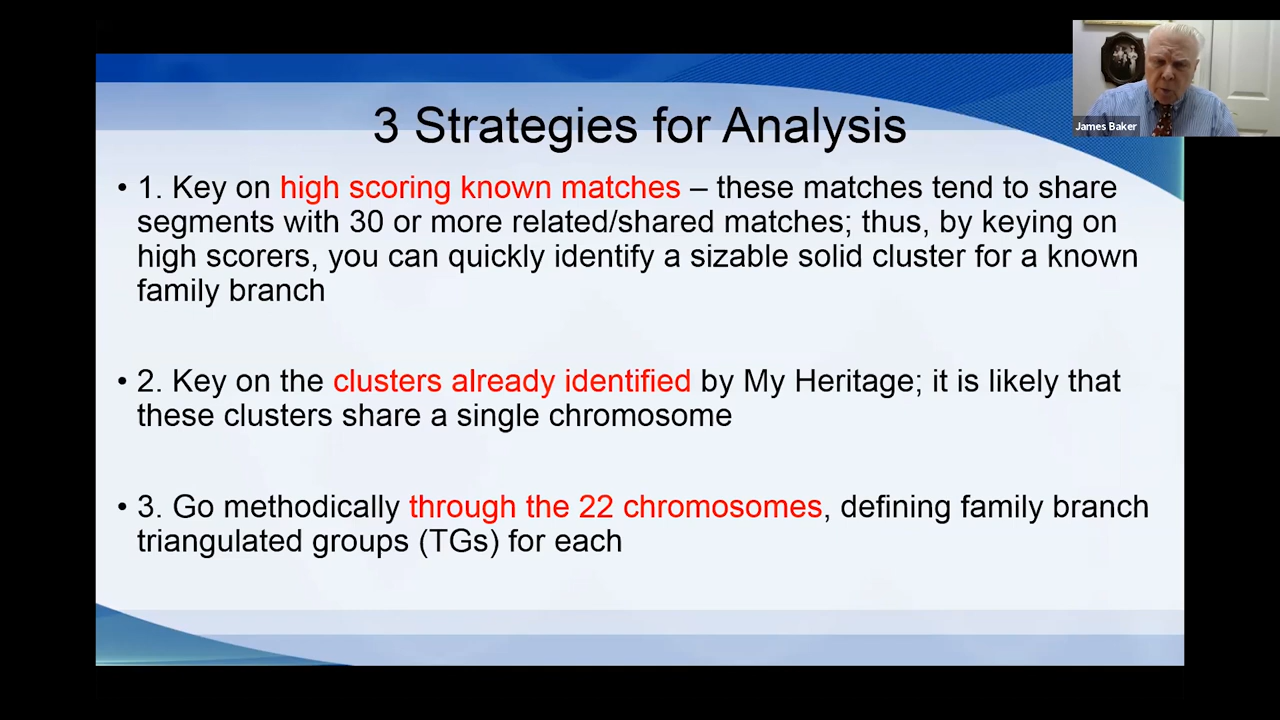 3 Strategies for Analysis
James Baker
• 1. Key on high scoring known matches – these matches tend to share
segments with 30 or more related/shared matches; thus, by keying on
high scorers, you can quickly identify a sizable solid cluster for a known
family branch
• 2. Key on the clusters already identified by My Heritage; it is likely that
these clusters share a single chromosome
• 3. Go methodically through the 22 chromosomes, defining family branch
triangulated groups (TGs) for each